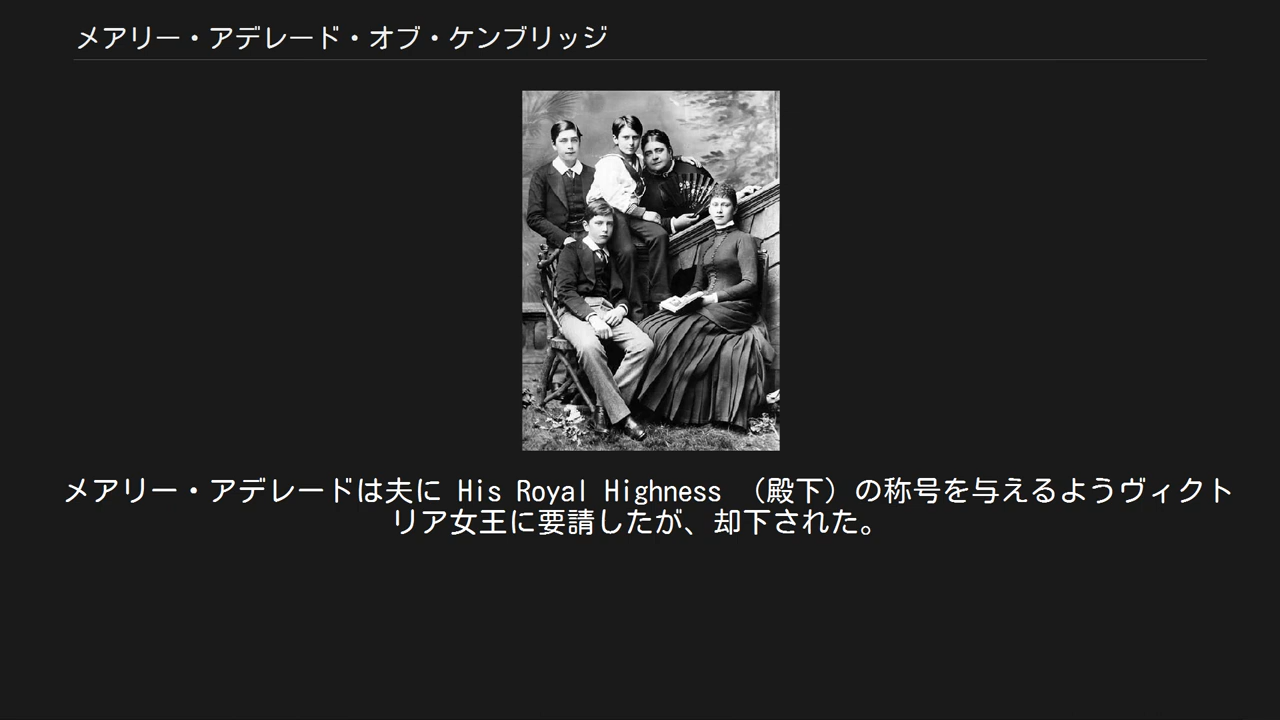 メアリー・アデレード・オブ・ケンブリッジ
メアリー・アデレードは夫に His Royal Highness （殿下）の称号を与えるようヴィクト
リア女王に要請したが、却下された。